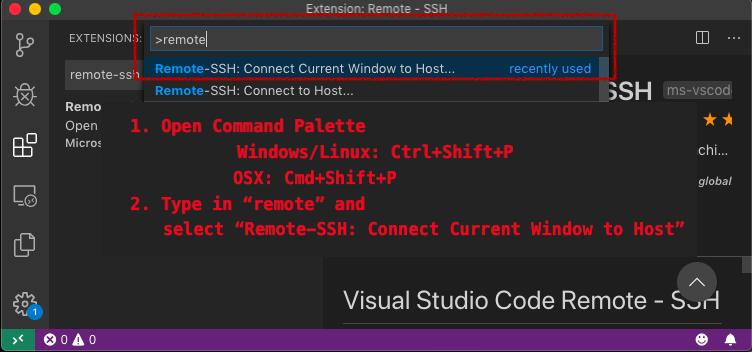 Extension: Remote - SSH
EXTENSIONS:
>remote
remote-ssh
Remote-SSH: Connect Current Window to Host... recently used
Remote-SSH: Connect to Host...
SSH ms-vscod
Remo
Open
Micros
chi...
global
1. Open Command Palette
Windows/Linux: Ctrl+Shift+P
OSX: Cmd+Shift+P
2. Type in “remote” and
select “Remote-SSH: Connect Current Window to Host”
Visual Studio Code Remote - SSH
1
0 0